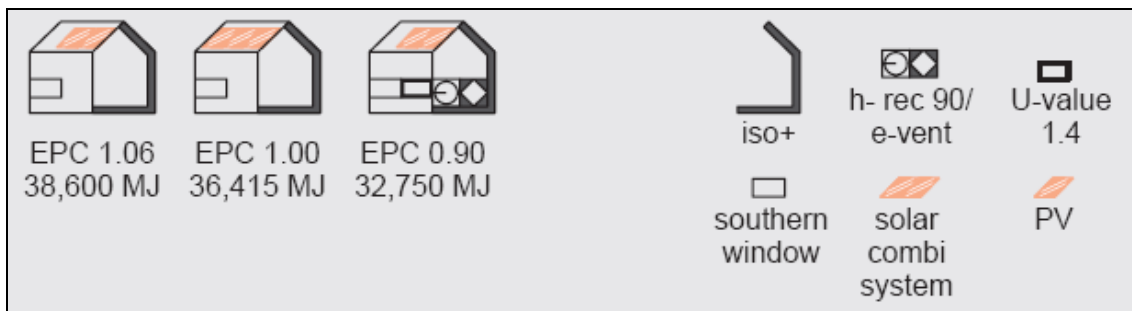 EPC 1.06
38,600 MJ
EPC 1.00
36,415 MJ
EPC 0.90
32,750 MJ
iso+
h- rec 90/
e-vent
U-value
1.4
southern
window
solar
combi
system
PV